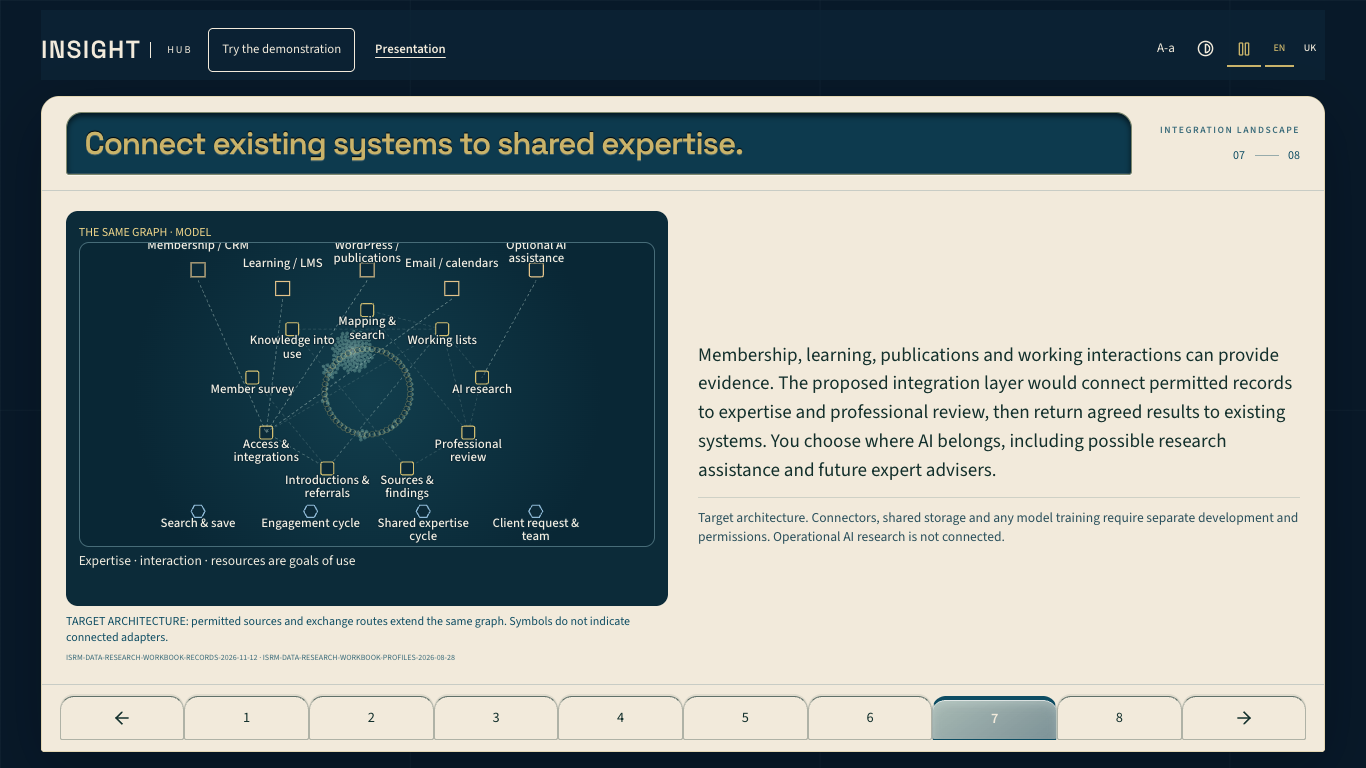 INSIGHT | HUB
Try the demonstration
Presentation
A-a
EN
UK
Connect existing systems to shared expertise.
INTEGRATION LANDSCAPE
07 — 08
THE SAME GRAPH · MODEL
Membership / CRM
WordPress /
publications
Optional AI
assistance
Learning / LMS
Email / calendars
Mapping &
search
Knowledge into
use
Working lists
Member survey
AI research
Access &
integrations
Professional
review
Introductions &
referrals
Sources &
findings
Search & save
Engagement cycle
Shared expertise
cycle
Client request &
team
Expertise · interaction · resources are goals of use
TARGET ARCHITECTURE: permitted sources and exchange routes extend the same graph. Symbols do not indicate
connected adapters.
ISRM-DATA-RESEARCH-WORKBOOK-RECORDS-2026-11-12 · ISRM-DATA-RESEARCH-WORKBOOK-PROFILES-2026-08-28
Membership, learning, publications and working interactions can provide
evidence. The proposed integration layer would connect permitted records
to expertise and professional review, then return agreed results to existing
systems. You choose where AI belongs, including possible research
assistance and future expert advisers.
Target architecture. Connectors, shared storage and any model training require separate development and
permissions. Operational AI research is not connected.
← 1 2 3 4 5 6 7 8 →